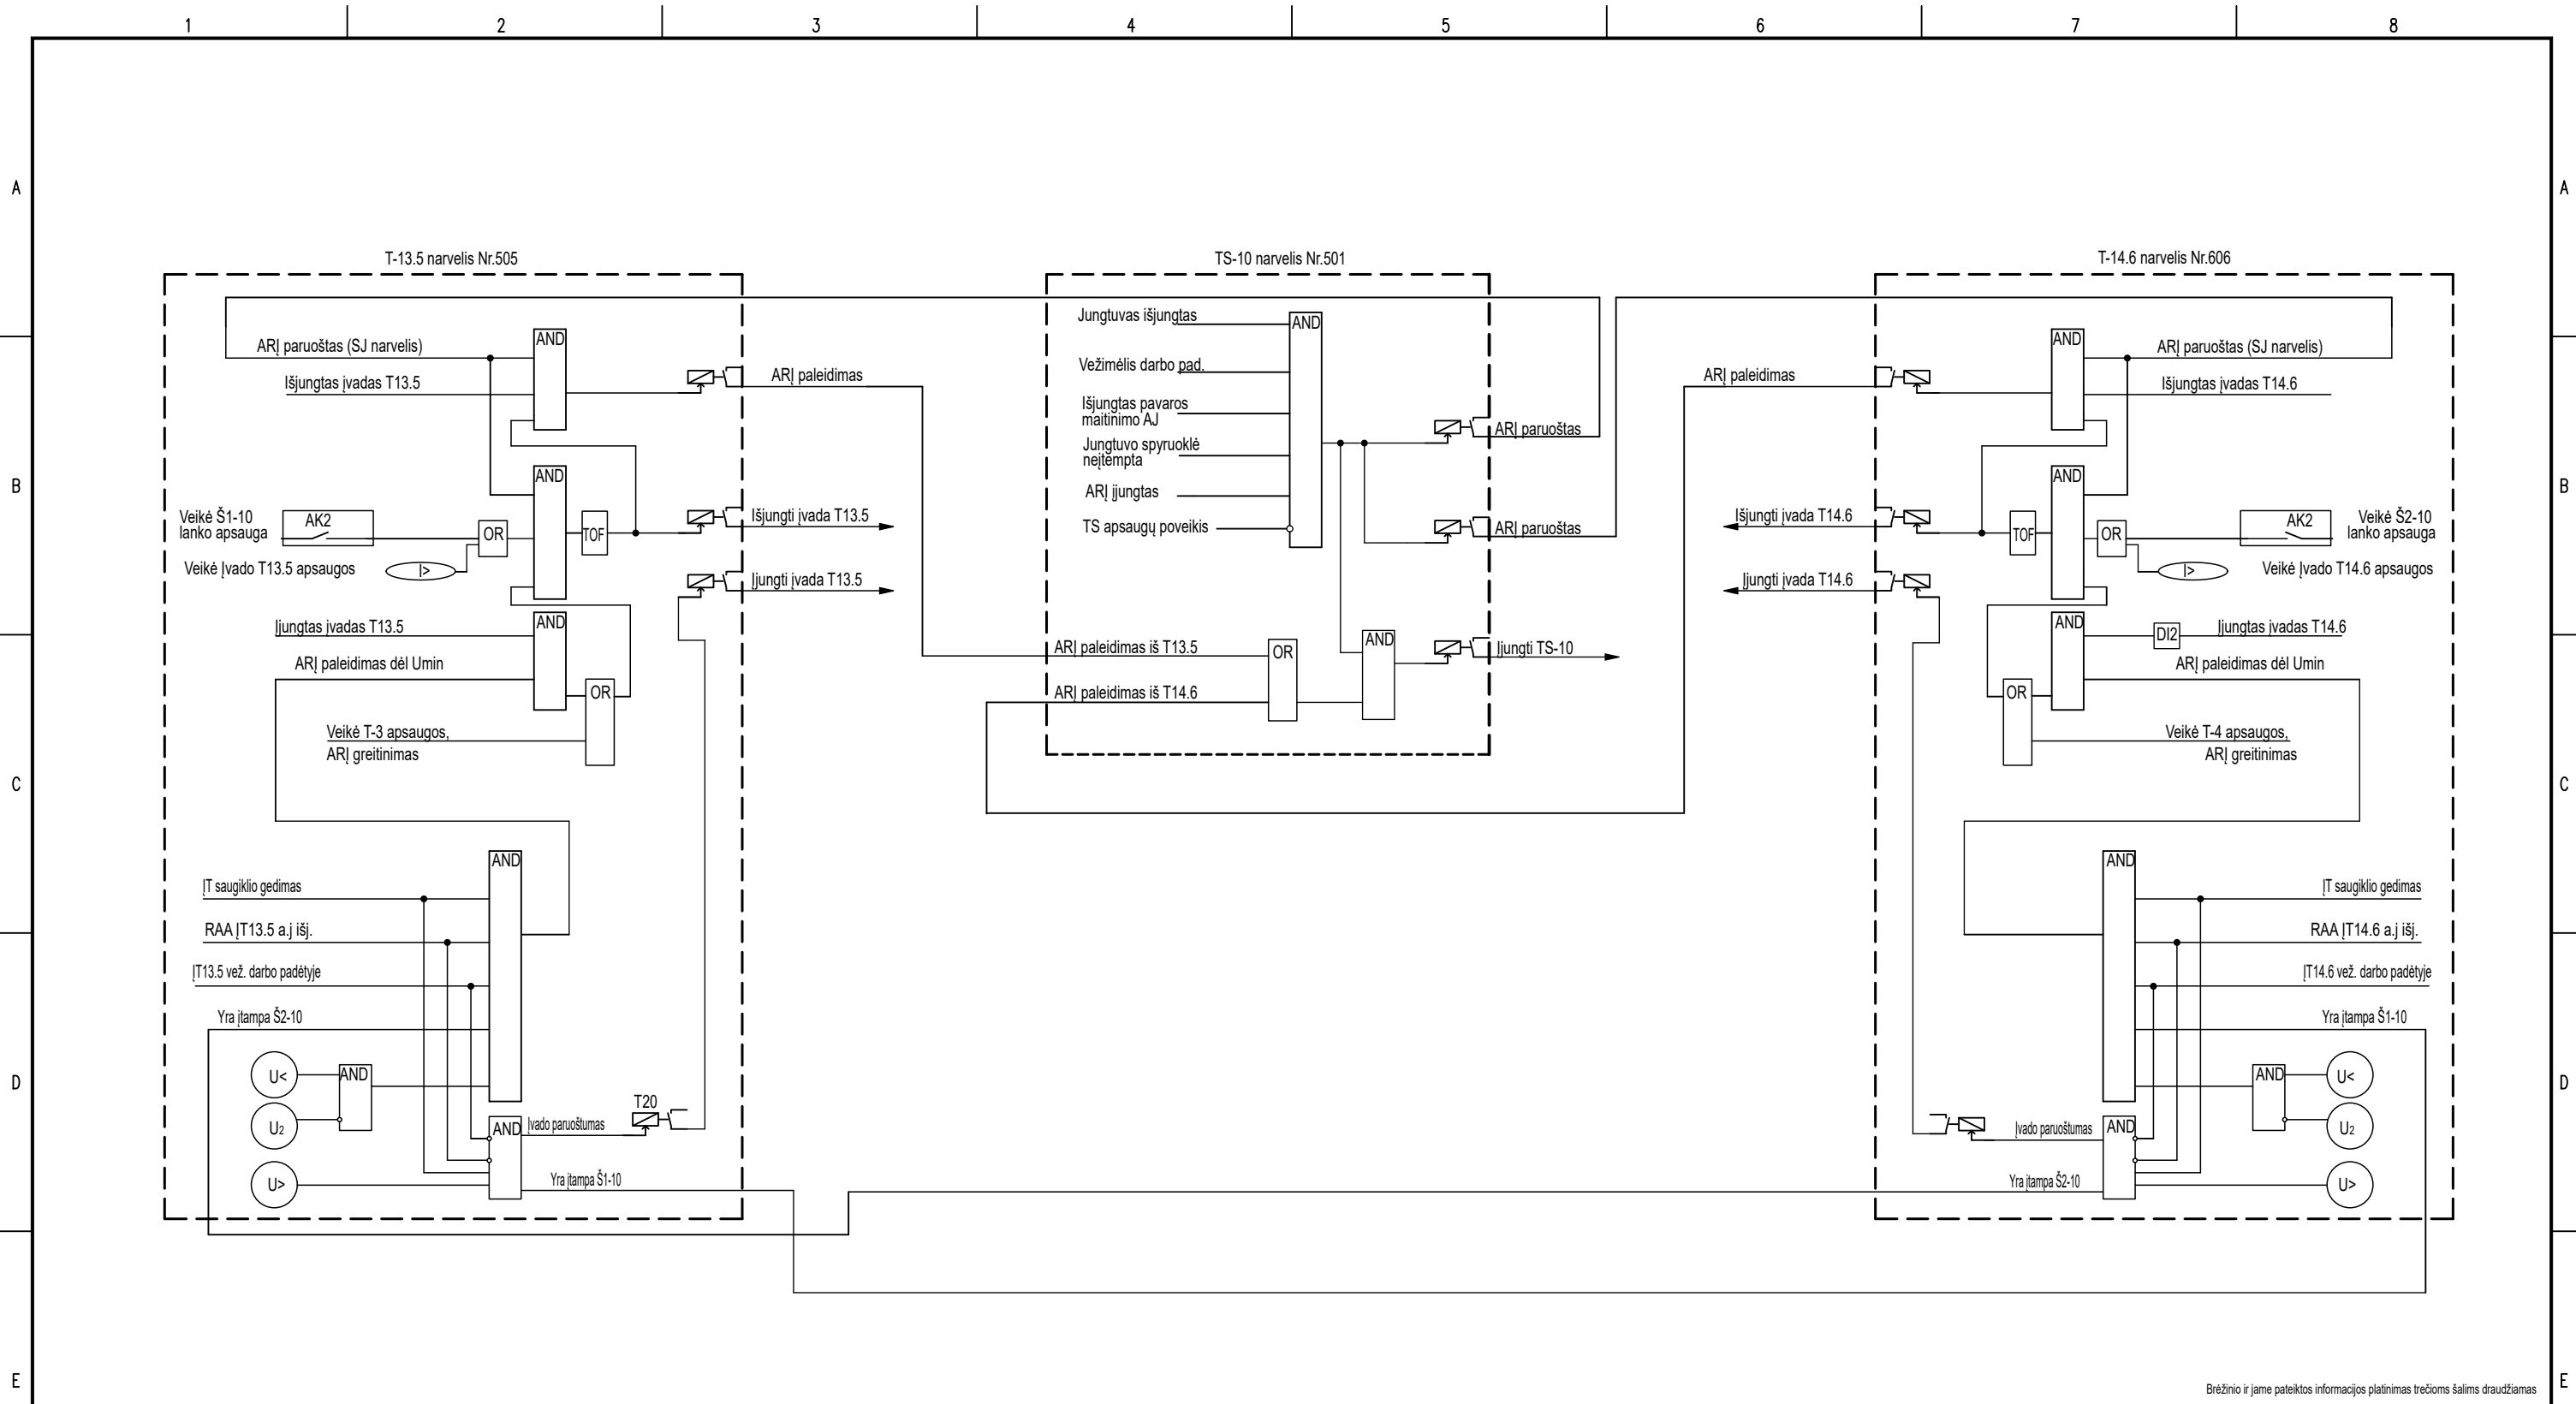 1 2 3 4 5 6 7 8
A
A
T-13.5 narvelis Nr.505
ARĮ paruoštas (SJ narvelis)
AND
Išjungtas įvadas T13.5
ARĮ paleidimas
AND
Veikė Š1-10
lanko apsauga
AK2
OR
TOF
Išjungti įvada T13.5
Veikė Įvado T13.5 apsaugos
I>
Įjungti įvada T13.5
Įjungtas įvadas T13.5
AND
ARĮ paleidimas dėl Umin
OR
Veikė T-3 apsaugos,
ARĮ greitinimas
AND
ĮT saugiklio gedimas
RAA ĮT13.5 a.j išj.
ĮT13.5 vež. darbo padėtyje
Yra įtampa Š2-10
U<
AND
U2
T20
AND
Įvado paruoštumas
U>
Yra įtampa Š1-10
TS-10 narvelis Nr.501
Jungtuvas išjungtas
AND
Vežimėlis darbo pad.
Išjungtas pavaros
maitinimo AJ
Jungtuvo spyruoklė
neįtempta
ARĮ įjungtas
TS apsaugų poveikis
ARĮ paruoštas
ARĮ paruoštas
ARĮ paleidimas iš T13.5
OR
AND
Įjungti TS-10
ARĮ paleidimas iš T14.6
T-14.6 narvelis Nr.606
AND
ARĮ paruoštas (SJ narvelis)
ARĮ paleidimas
Išjungtas įvadas T14.6
AND
Išjungti įvada T14.6
TOF
OR
AK2
Veikė Š2-10
lanko apsauga
Įjungti įvada T14.6
I>
Veikė Įvado T14.6 apsaugos
AND
DI2
Įjungtas įvadas T14.6
ARĮ paleidimas dėl Umin
OR
Veikė T-4 apsaugos,
ARĮ greitinimas
AND
ĮT saugiklio gedimas
RAA ĮT14.6 a.j išj.
ĮT14.6 vež. darbo padėtyje
Yra įtampa Š1-10
AND
U<
U2
Įvado paruoštumas
AND
Yra įtampa Š2-10
U>
B
B
C
C
D
D
E
E
Brėžinio ir jame pateiktos informacijos platinimas trečioms šalims draudžiamas